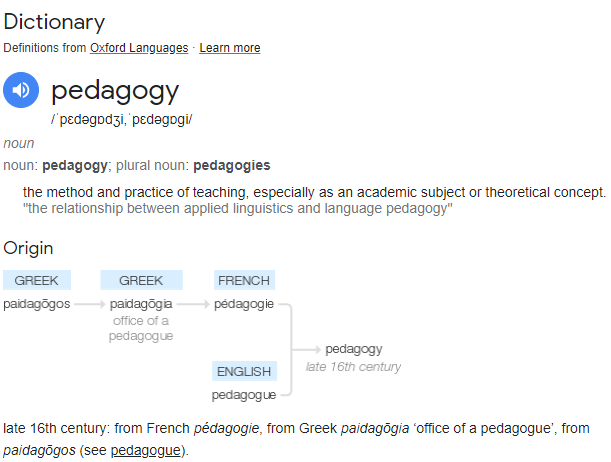 Dictionary
Definitions from Oxford Languages · Learn more
pedagogy
/ˈpɛdəɡɒdʒi,ˈpɛdəɡɒɡi/
noun
noun: pedagogy; plural noun: pedagogies
the method and practice of teaching, especially as an academic subject or theoretical concept.
"the relationship between applied linguistics and language pedagogy"
Origin
GREEK GREEK FRENCH
paidagōgos paidagōgia pédagogie
office of a
pedagogue
pedagogy
late 16th century
ENGLISH
pedagogue
late 16th century: from French pédagogie, from Greek paidagōgia ‘office of a pedagogue’, from
paidagōgos (see pedagogue).